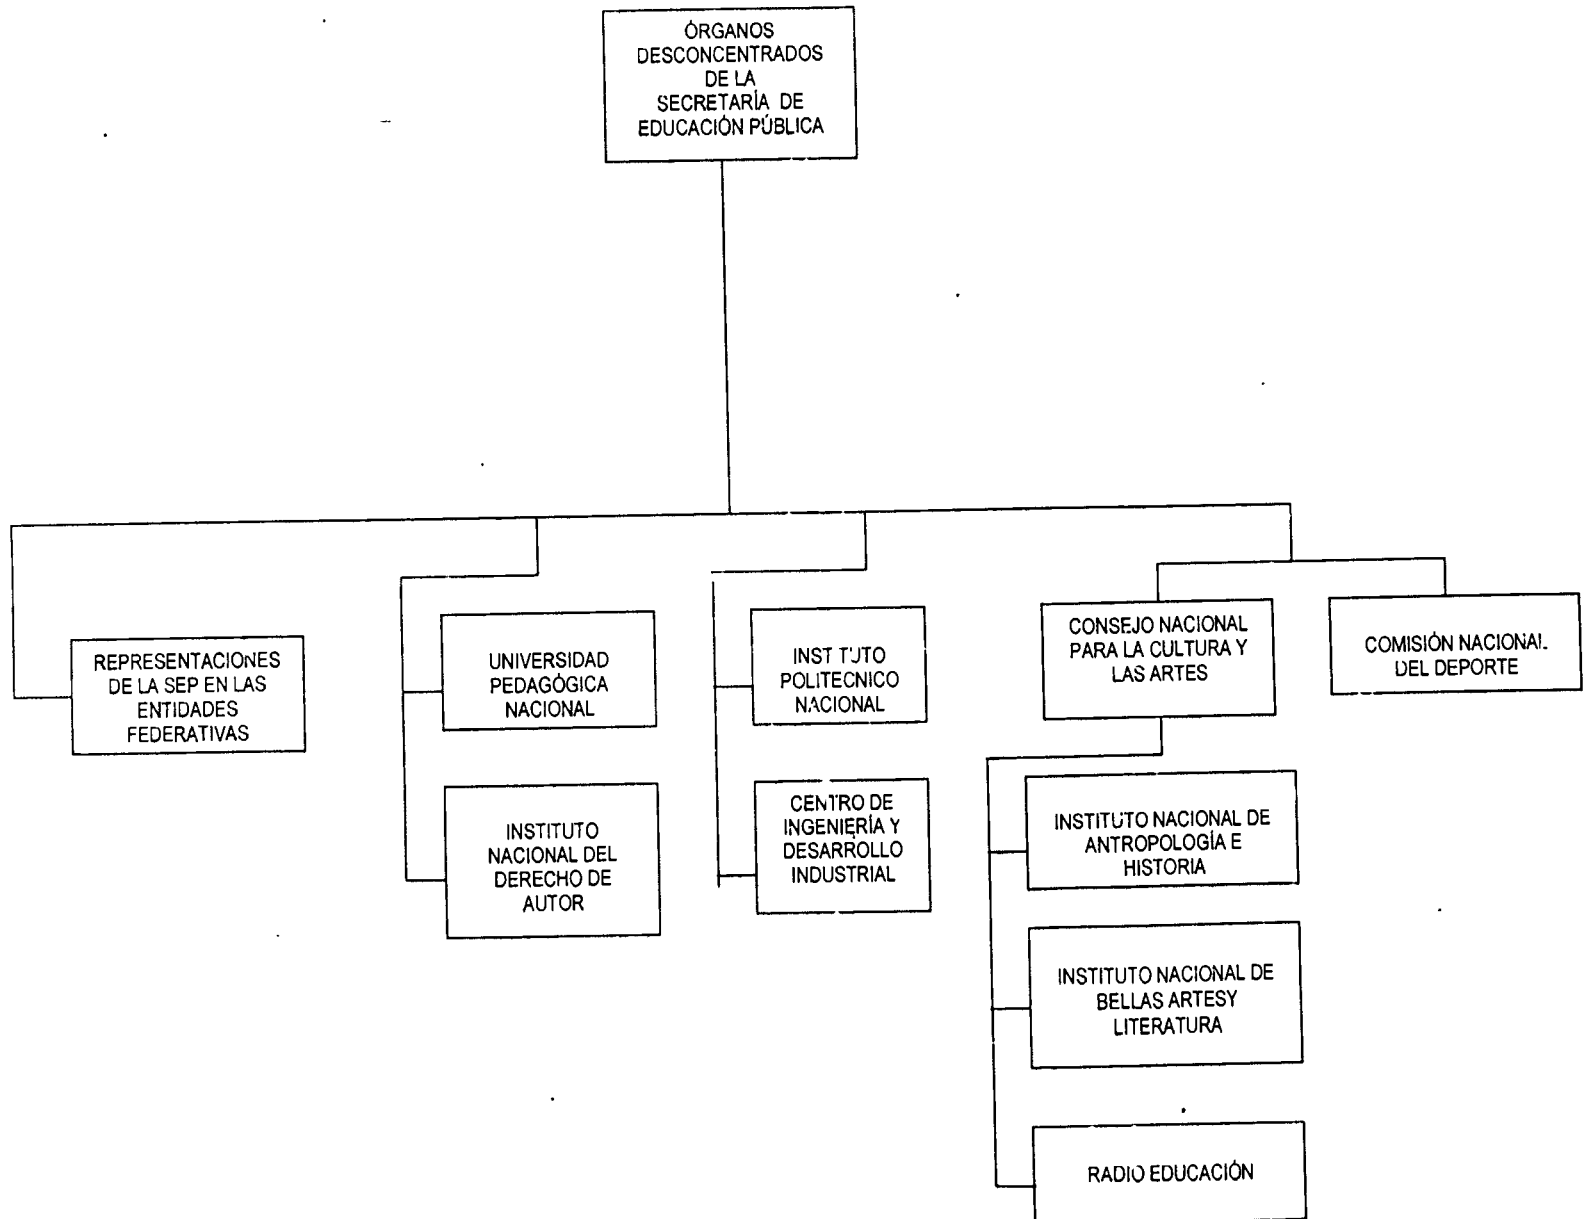 ÓRGANOS
DESCONCENTRADOS
DE LA
SECRETARÍA DE
EDUCACIÓN PÚBLICA
REPRESENTACIONES
DE LA SEP EN LAS
ENTIDADES
FEDERATIVAS
UNIVERSIDAD
PEDAGÓGICA
NACIONAL
INSTITUTO
NACIONAL DEL
DERECHO DE
AUTOR
INSTITUTO
POLITECNICO
NACIONAL
CENTRO DE
INGENIERÍA Y
DESARROLLO
INDUSTRIAL
CONSEJO NACIONAL
PARA LA CULTURA Y
LAS ARTES
INSTITUTO NACIONAL DE
ANTROPOLOGÍA E
HISTORIA
INSTITUTO NACIONAL DE
BELLAS ARTESY
LITERATURA
RADIO EDUCACIÓN
COMISIÓN NACIONAL
DEL DEPORTE